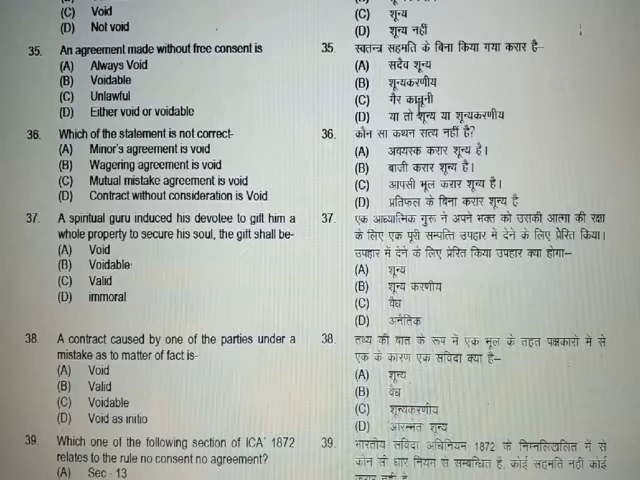 (C) Void
(D) Not void
35. An agreement made without free consent is
(A) Always Void
(B) Voidable
(C) Unlawful
(D) Either void or voidable
36. Which of the statement is not correct-
(A) Minor's agreement is void
(B) Wagering agreement is void
(C) Mutual mistake agreement is void
(D) Contract without consideration is Void
37. A spiritual guru induced his devotee to gift him a
whole property to secure his soul, the gift shall be-
(A) Void
(B) Voidable
(C) Valid
(D) immoral
38. A contract caused by one of the parties under a
mistake as to matter of fact is-
(A) Void
(B) Valid
(C) Voidable
(D) Void as initio
39. Which one of the following section of ICA' 1872
relates to the rule no consent no agreement?
(A) Sec - 13
(C) शून्य
(D) शून्य नहीं
35. स्वतन्त्र सहमति के बिना किया गया करार है–
(A) सदैव शून्य
(B) शून्यकरणीय
(C) गैर कानूनी
(D) या तो शून्य या शून्यकरणीय
36. कौन सा कथन सत्य नहीं है?
(A) अवयस्क करार शून्य है।
(B) बाजी करार शून्य है।
(C) आपसी भूल करार शून्य है।
(D) प्रतिफल के बिना करार शून्य है
37. एक आध्यात्मिक गुरू ने अपने भक्त को उसकी आत्मा की रक्षा
के लिए एक पूरी सम्पत्ति उपहार में देने के लिए प्रेरित किया।
उपहार में देने के लिए प्रेरित किया उपहार क्या होगा–
(A) शून्य
(B) शून्य करणीय
(C) वैध
(D) अनैतिक
38. तथ्य की बात के रूप में एक भूल के तहत पक्षकारों में से
एक के कारण एक संविदा क्या है–
(A) शून्य
(B) वैध
(C) शून्यकरणीय
(D) आरम्भत शून्य
39. भारतीय संविदा अधिनियम 1872 के निम्नलिखित में से
कौन सी धारा नियम से सम्बन्धित है, कोई सहमति नहीं कोई